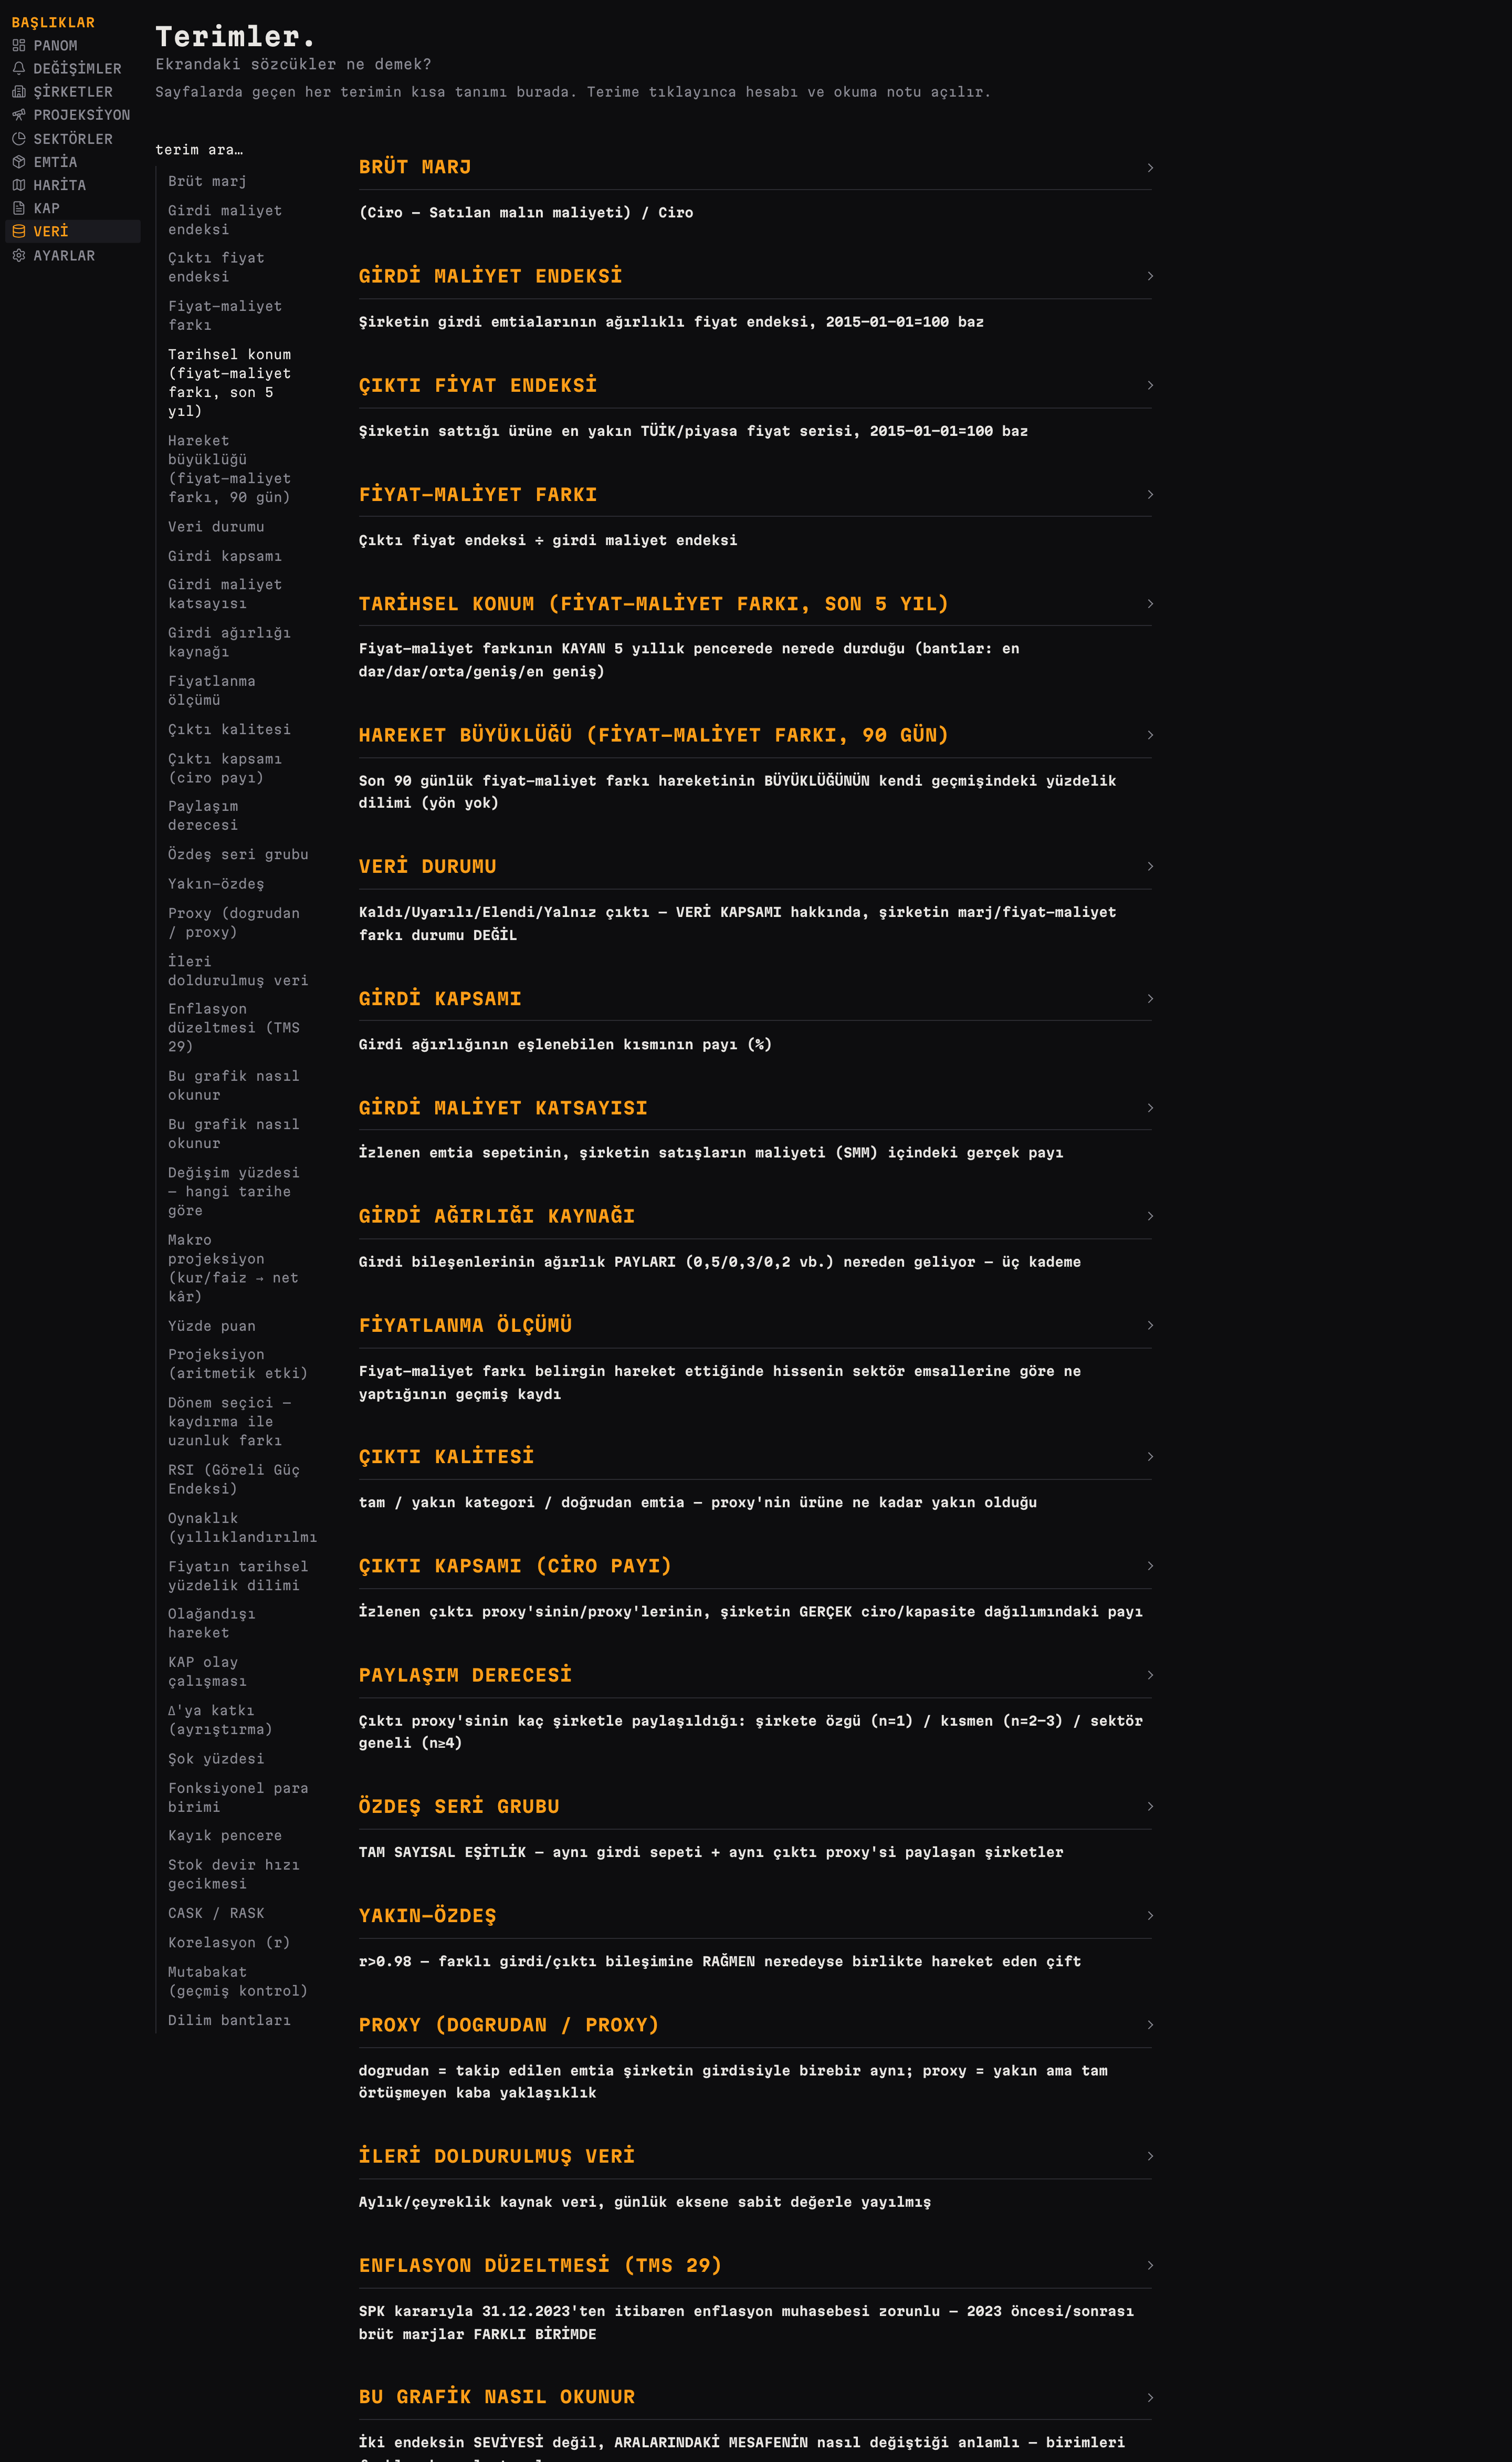 BAŞLIKLAR
PANOM
DEĞİŞİMLER
ŞİRKETLER
PROJEKSİYON
SEKTÖRLER
EMTİA
HARİTA
KAP
VERİ
AYARLAR
Terimler.
Ekrandaki sözcükler ne demek?
Sayfalarda geçen her terimin kısa tanımı burada. Terime tıklayınca hesabı ve okuma notu açılır.
terim ara…
Brüt marj
Girdi maliyet
endeksi
Çıktı fiyat
endeksi
Fiyat-maliyet
farkı
Tarihsel konum
(fiyat-maliyet
farkı, son 5
yıl)
Hareket
büyüklüğü
(fiyat-maliyet
farkı, 90 gün)
Veri durumu
Girdi kapsamı
Girdi maliyet
katsayısı
Girdi ağırlığı
kaynağı
Fiyatlanma
ölçümü
Çıktı kalitesi
Çıktı kapsamı
(ciro payı)
Paylaşım
derecesi
Özdeş seri grubu
Yakın-özdeş
Proxy (dogrudan
/ proxy)
İleri
doldurulmuş veri
Enflasyon
düzeltmesi (TMS
29)
Bu grafik nasıl
okunur
Bu grafik nasıl
okunur
Değişim yüzdesi
— hangi tarihe
göre
Makro
projeksiyon
(kur/faiz → net
kâr)
Yüzde puan
Projeksiyon
(aritmetik etki)
Dönem seçici —
kaydırma ile
uzunluk farkı
RSI (Göreli Güç
Endeksi)
Oynaklık
(yıllıklandırılmı
Fiyatın tarihsel
yüzdelik dilimi
Olağandışı
hareket
KAP olay
çalışması
Δ'ya katkı
(ayrıştırma)
Şok yüzdesi
Fonksiyonel para
birimi
Kayık pencere
Stok devir hızı
gecikmesi
CASK / RASK
Korelasyon (r)
Mutabakat
(geçmiş kontrol)
Dilim bantları
BRÜT MARJ
(Ciro − Satılan malın maliyeti) / Ciro
GİRDİ MALİYET ENDEKSİ
Şirketin girdi emtialarının ağırlıklı fiyat endeksi, 2015-01-01=100 baz
ÇIKTI FİYAT ENDEKSİ
Şirketin sattığı ürüne en yakın TÜİK/piyasa fiyat serisi, 2015-01-01=100 baz
FİYAT-MALİYET FARKI
Çıktı fiyat endeksi ÷ girdi maliyet endeksi
TARİHSEL KONUM (FİYAT-MALİYET FARKI, SON 5 YIL)
Fiyat-maliyet farkının KAYAN 5 yıllık pencerede nerede durduğu (bantlar: en
dar/dar/orta/geniş/en geniş)
HAREKET BÜYÜKLÜĞÜ (FİYAT-MALİYET FARKI, 90 GÜN)
Son 90 günlük fiyat-maliyet farkı hareketinin BÜYÜKLÜĞÜNÜN kendi geçmişindeki yüzdelik
dilimi (yön yok)
VERİ DURUMU
Kaldı/Uyarılı/Elendi/Yalnız çıktı — VERİ KAPSAMI hakkında, şirketin marj/fiyat-maliyet
farkı durumu DEĞİL
GİRDİ KAPSAMI
Girdi ağırlığının eşlenebilen kısmının payı (%)
GİRDİ MALİYET KATSAYISI
İzlenen emtia sepetinin, şirketin satışların maliyeti (SMM) içindeki gerçek payı
GİRDİ AĞIRLIĞI KAYNAĞI
Girdi bileşenlerinin ağırlık PAYLARI (0,5/0,3/0,2 vb.) nereden geliyor — üç kademe
FİYATLANMA ÖLÇÜMÜ
Fiyat-maliyet farkı belirgin hareket ettiğinde hissenin sektör emsallerine göre ne
yaptığının geçmiş kaydı
ÇIKTI KALİTESİ
tam / yakın kategori / doğrudan emtia — proxy'nin ürüne ne kadar yakın olduğu
ÇIKTI KAPSAMI (CİRO PAYI)
İzlenen çıktı proxy'sinin/proxy'lerinin, şirketin GERÇEK ciro/kapasite dağılımındaki payı
PAYLAŞIM DERECESİ
Çıktı proxy'sinin kaç şirketle paylaşıldığı: şirkete özgü (n=1) / kısmen (n=2-3) / sektör
geneli (n≥4)
ÖZDEŞ SERİ GRUBU
TAM SAYISAL EŞİTLİK — aynı girdi sepeti + aynı çıktı proxy'si paylaşan şirketler
YAKIN-ÖZDEŞ
r>0.98 — farklı girdi/çıktı bileşimine RAĞMEN neredeyse birlikte hareket eden çift
PROXY (DOGRUDAN / PROXY)
dogrudan = takip edilen emtia şirketin girdisiyle birebir aynı; proxy = yakın ama tam
örtüşmeyen kaba yaklaşıklık
İLERİ DOLDURULMUŞ VERİ
Aylık/çeyreklik kaynak veri, günlük eksene sabit değerle yayılmış
ENFLASYON DÜZELTMESİ (TMS 29)
SPK kararıyla 31.12.2023'ten itibaren enflasyon muhasebesi zorunlu — 2023 öncesi/sonrası
brüt marjlar FARKLI BİRİMDE
BU GRAFİK NASIL OKUNUR
İki endeksin SEVİYESİ değil, ARALARINDAKİ MESAFENİN nasıl değiştiği anlamlı — birimleri